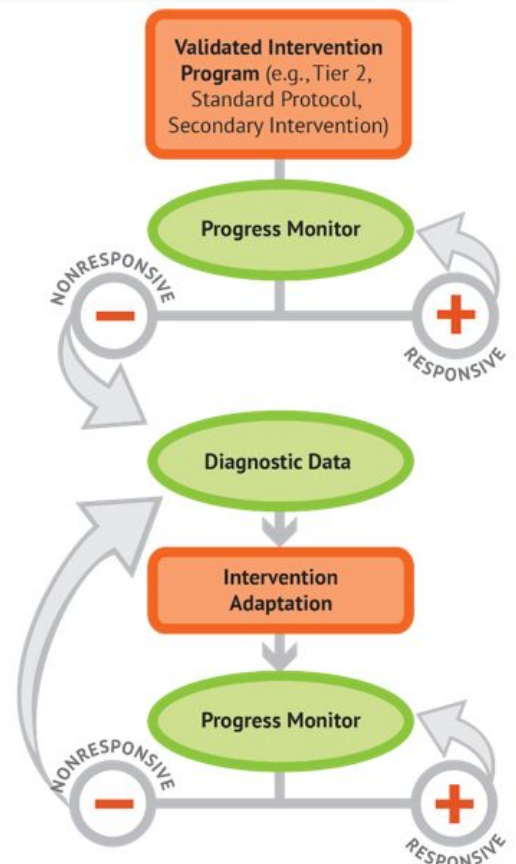 Validated Intervention
Program (e.g., Tier 2,
Standard Protocol,
Secondary Intervention)
Progress Monitor
NONRESPONSIVE
−
+
RESPONSIVE
Diagnostic Data
Intervention
Adaptation
Progress Monitor
NONRESPONSIVE
−
+
RESPONSIVE